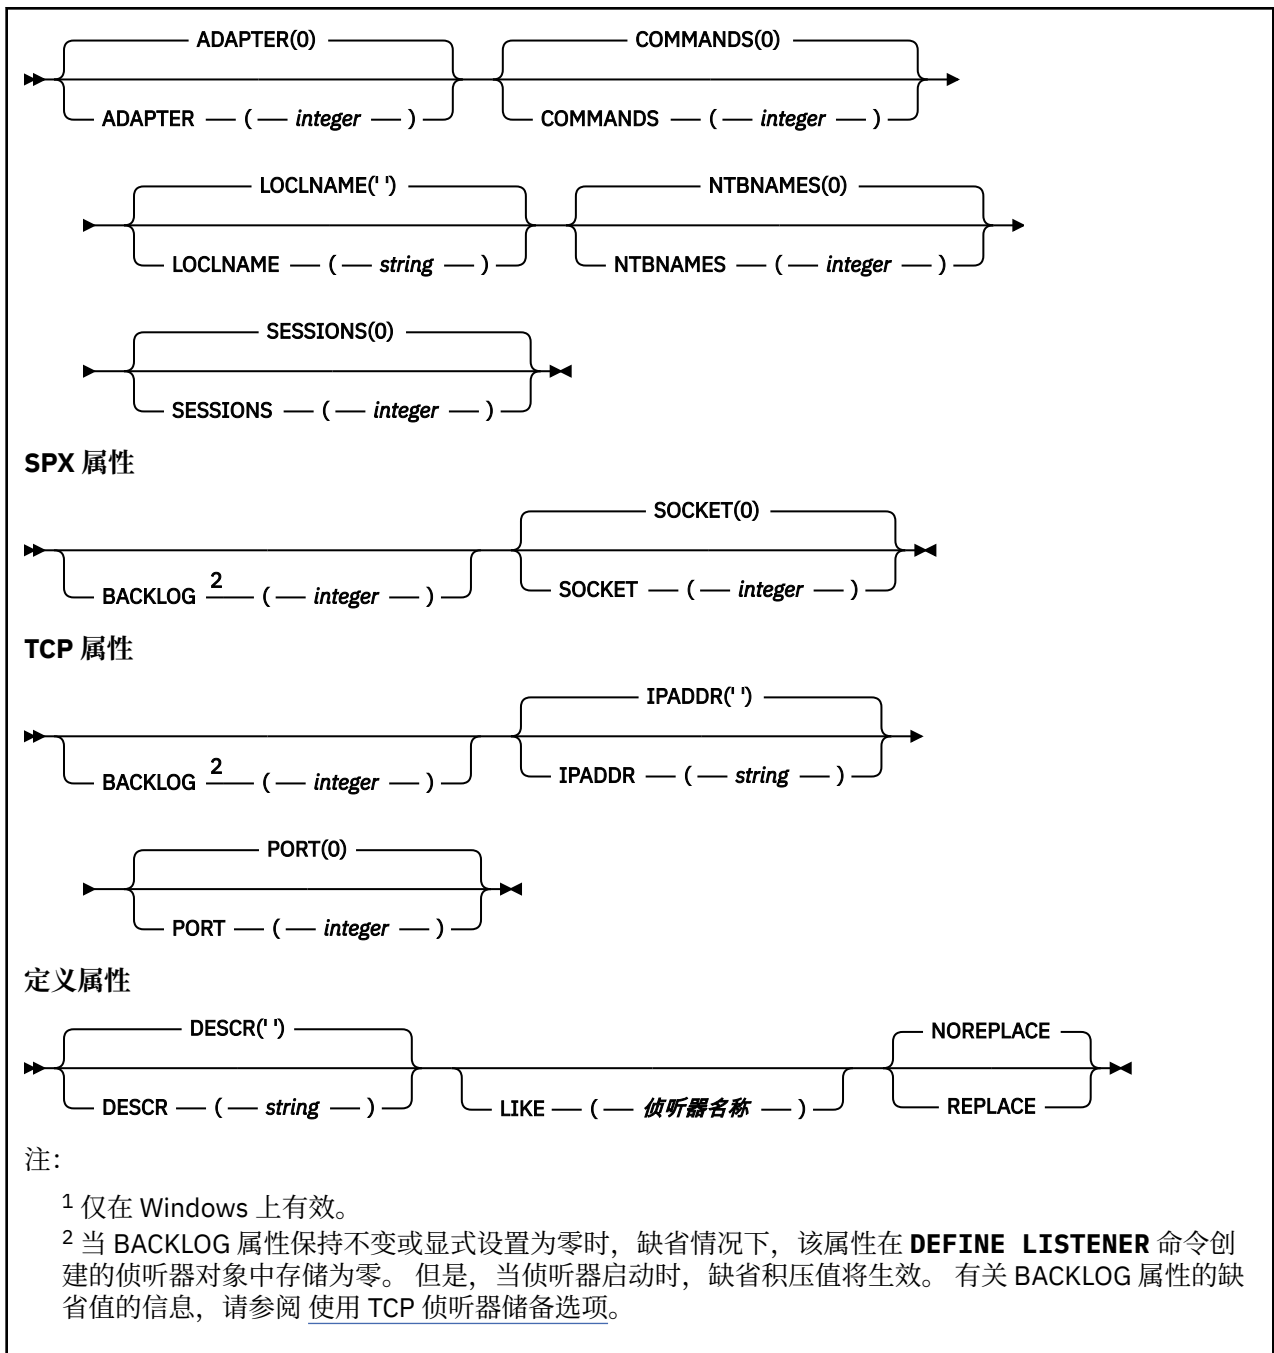 ADAPTER(0) COMMANDS(0)
ADAPTER ( integer ) COMMANDS ( integer )
LOCLNAME(' ') NTBNAMES(0)
LOCLNAME ( string ) NTBNAMES ( integer )
SESSIONS(0)
SESSIONS ( integer )
SPX 属性
SOCKET(0)
BACKLOG 2 ( integer ) SOCKET ( integer )
TCP 属性
IPADDR(' ')
BACKLOG 2 ( integer ) IPADDR ( string )
PORT(0)
PORT ( integer )
定义属性
DESCR(' ') NOREPLACE
DESCR ( string ) LIKE ( 侦听器名称 ) REPLACE
注：
1 仅在 Windows 上有效。
2 当 BACKLOG 属性保持不变或显式设置为零时，缺省情况下，该属性在 DEFINE LISTENER 命令创
建的侦听器对象中存储为零。 但是，当侦听器启动时，缺省积压值将生效。 有关 BACKLOG 属性的缺
省值的信息，请参阅 使用 TCP 侦听器储备选项。